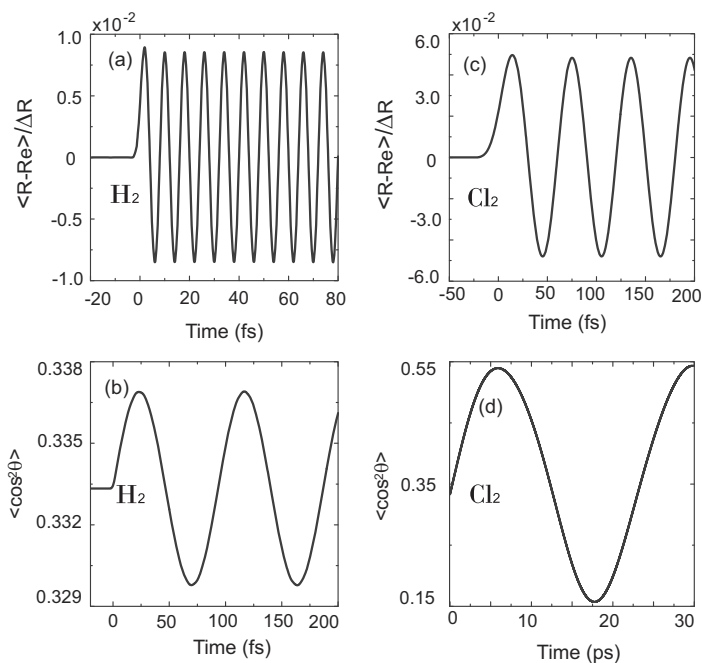 x10⁻²
1.0
0.5
0
-0.5
-1.0
<R-Re>/ΔR
(a)
H₂
-20 0 20 40 60 80
Time (fs)
x10⁻²
6.0
3.0
0
-3.0
-6.0
<R-Re>/ΔR
(c)
Cl₂
-50 0 50 100 150 200
Time (fs)
0.338
0.336
0.332
0.329
<cos²θ>
(b)
H₂
0 50 100 150 200
Time (fs)
0.55
0.35
0.15
<cos²θ>
(d)
Cl₂
0 10 20 30
Time (ps)